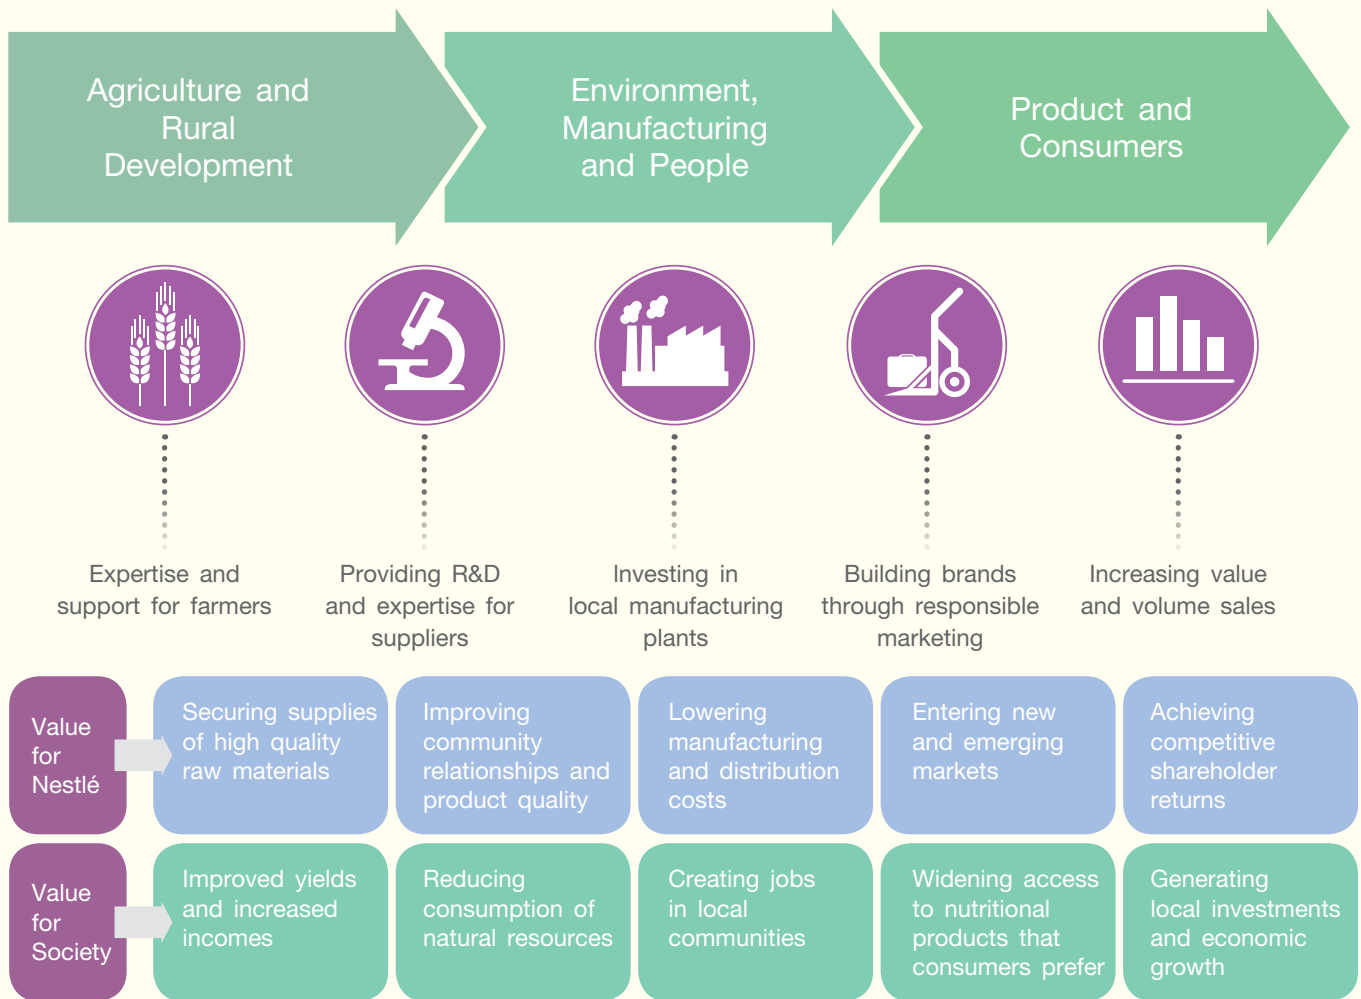 Agriculture and
Rural
Development
Environment,
Manufacturing
and People
Product and
Consumers
Expertise and
support for farmers
Providing R&D
and expertise for
suppliers
Investing in
local manufacturing
plants
Building brands
through responsible
marketing
Increasing value
and volume sales
Value
for
Nestlé
Securing supplies
of high quality
raw materials
Improving
community
relationships and
product quality
Lowering
manufacturing
and distribution
costs
Entering new
and emerging
markets
Achieving
competitive
shareholder
returns
Value
for
Society
Improved yields
and increased
incomes
Reducing
consumption of
natural resources
Creating jobs
in local
communities
Widening access
to nutritional
products that
consumers prefer
Generating
local investments
and economic
growth